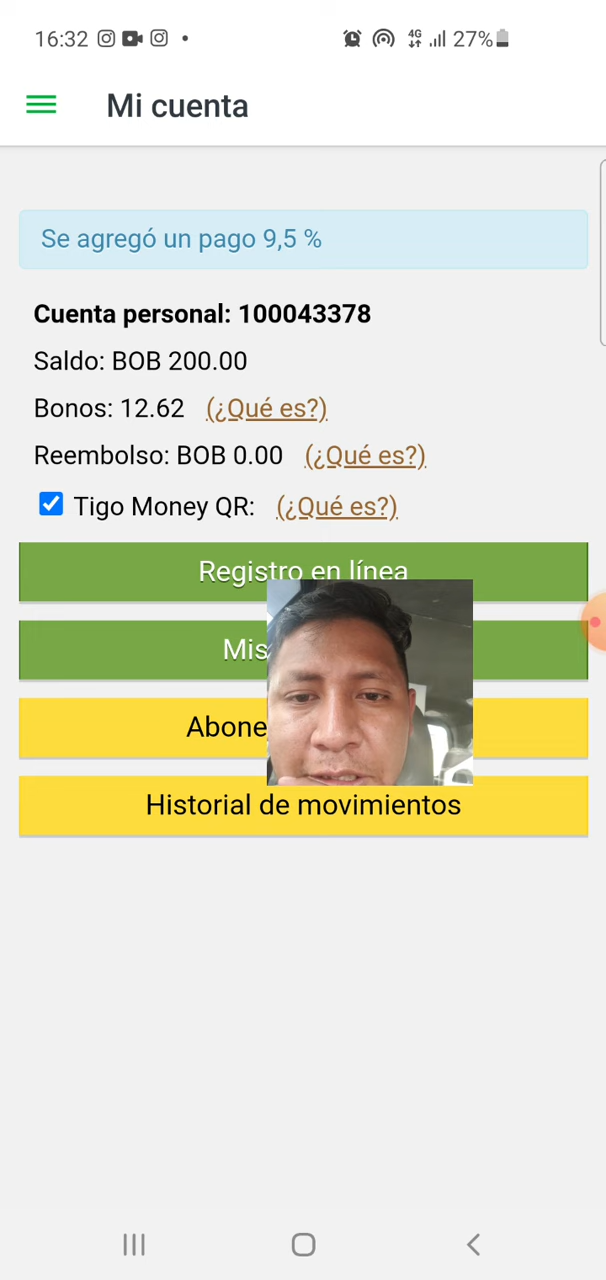 16:32 4G 27%
Mi cuenta
Se agregó un pago 9,5 %
Cuenta personal: 100043378
Saldo: BOB 200.00
Bonos: 12.62 (¿Qué es?)
Reembolso: BOB 0.00 (¿Qué es?)
Tigo Money QR: (¿Qué es?)
Registro en línea
Mis
Abone
Historial de movimientos